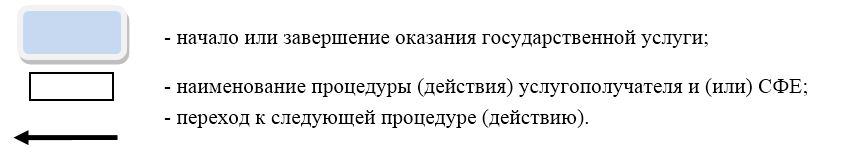 - начало или завершение оказания государственной услуги;
- наименование процедуры (действия) услугополучателя и (или) СФЕ;
- переход к следующей процедуре (действию).